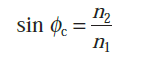 sin ϕc = n2/n1